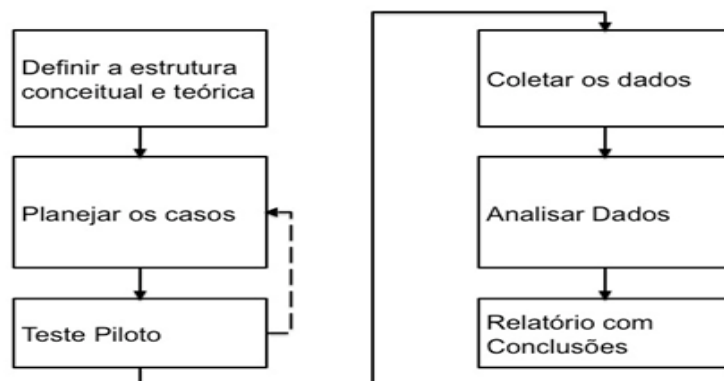 Definir a estrutura
conceitual e teórica
Planejar os casos
Teste Piloto
Coletar os dados
Analisar Dados
Relatório com
Conclusões